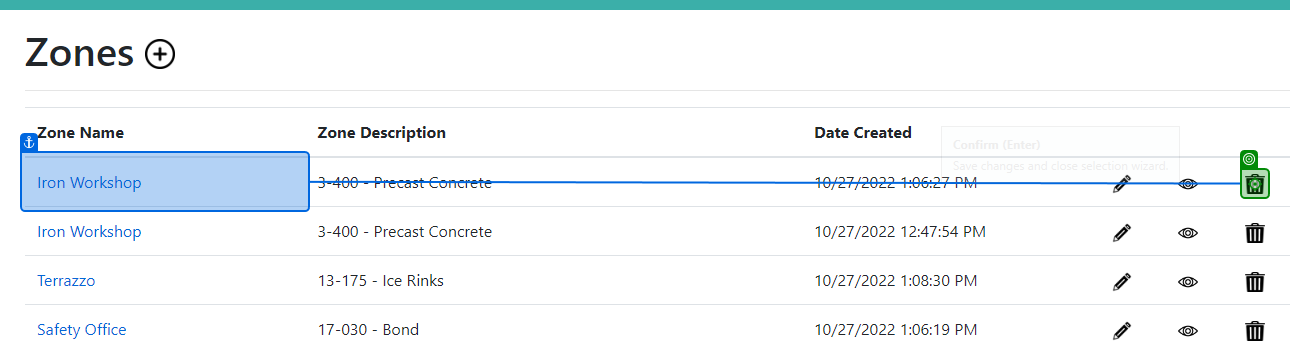 Zones
Zone Name Zone Description Date Created
Confirm (Enter)
Save changes and close selection wizard.
Iron Workshop 3-400 - Precast Concrete 10/27/2022 1:06:27 PM
Iron Workshop 3-400 - Precast Concrete 10/27/2022 12:47:54 PM
Terrazzo 13-175 - Ice Rinks 10/27/2022 1:08:30 PM
Safety Office 17-030 - Bond 10/27/2022 1:06:19 PM